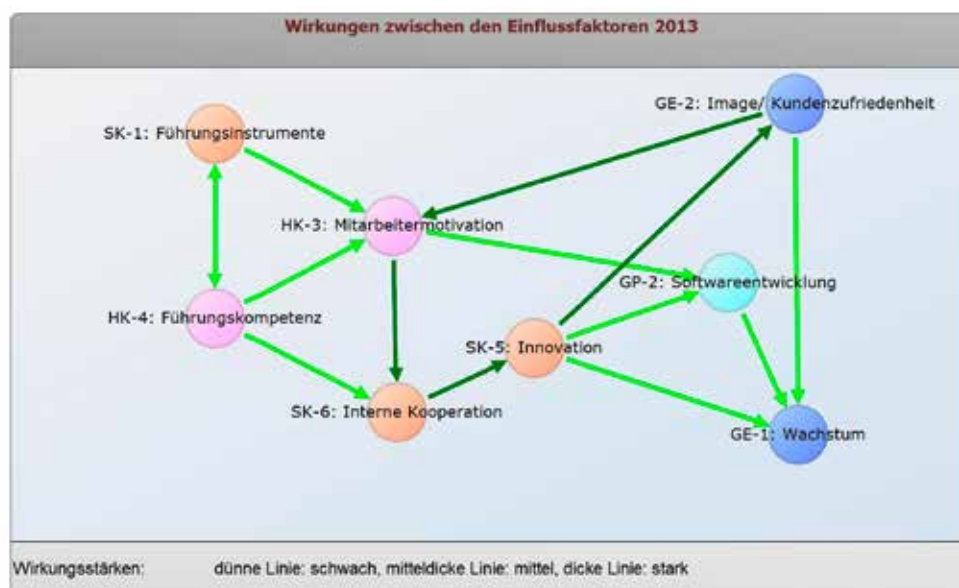 Wirkungen zwischen den Einflussfaktoren 2013
GE-2: Image/ Kundenzufriedenheit
SK-1: Führungsinstrumente
HK-3: Mitarbeitermotivation
GP-2: Softwareentwicklung
HK-4: Führungskompetenz
SK-5: Innovation
SK-6: Interne Kooperation
GE-1: Wachstum
Wirkungsstärken: dünne Linie: schwach, mitteldicke Linie: mittel, dicke Linie: stark